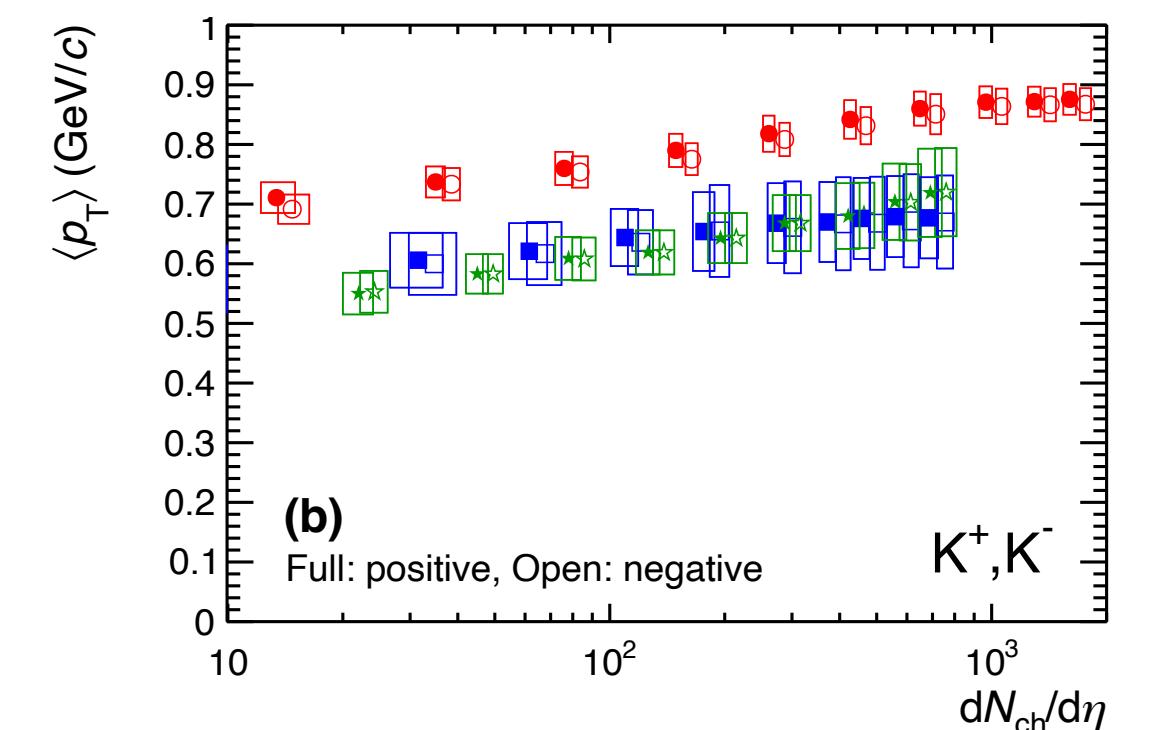 ⟨pT⟩ (GeV/c)
1
0.9
0.8
0.7
0.6
0.5
0.4
0.3
0.2
0.1
0
(b)
Full: positive, Open: negative
K⁺,K⁻
10
10²
10³
dNch/dη